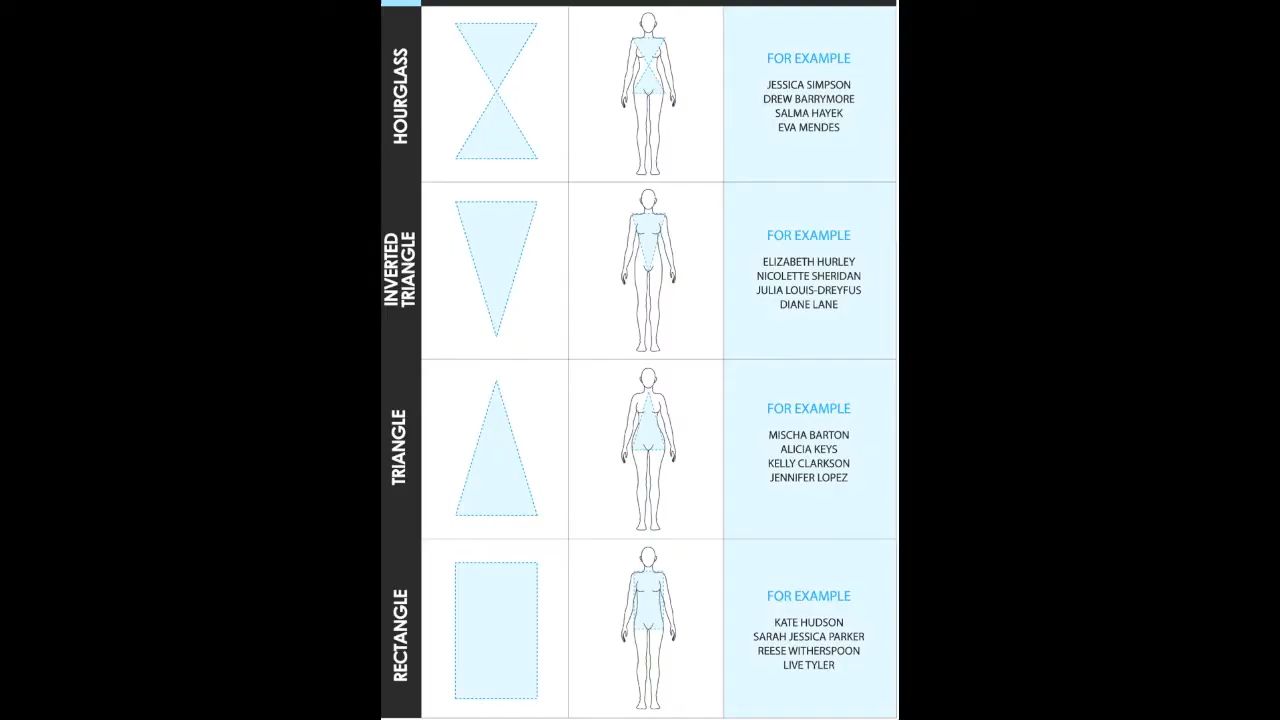 HOURGLASS
FOR EXAMPLE
JESSICA SIMPSON
DREW BARRYMORE
SALMA HAYEK
EVA MENDES
INVERTED
TRIANGLE
FOR EXAMPLE
ELIZABETH HURLEY
NICOLETTE SHERIDAN
JULIA LOUIS-DREYFUS
DIANE LANE
TRIANGLE
FOR EXAMPLE
MISCHA BARTON
ALICIA KEYS
KELLY CLARKSON
JENNIFER LOPEZ
RECTANGLE
FOR EXAMPLE
KATE HUDSON
SARAH JESSICA PARKER
REESE WITHERSPOON
LIVE TYLER